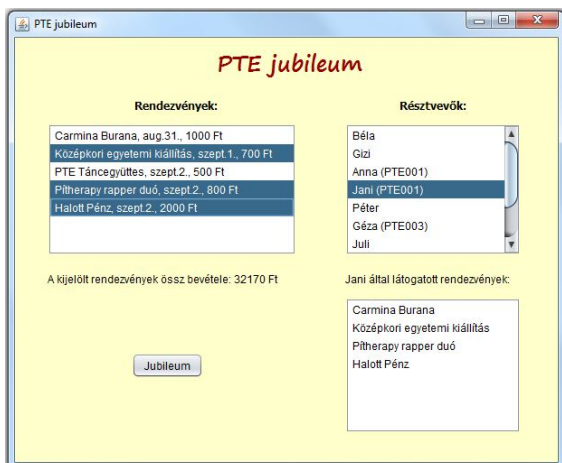 PTE jubileum
PTE jubileum
Rendezvények:
Carmina Burana, aug.31., 1000 Ft
Középkori egyetemi kiállítás, szept.1., 700 Ft
PTE Táncegyüttes, szept.2., 500 Ft
Pítherapy rapper duó, szept.2., 800 Ft
Halott Pénz, szept.2., 2000 Ft
A kijelölt rendezvények össz bevétele: 32170 Ft
Jubileum
Résztvevők:
Béla
Gizi
Anna (PTE001)
Jani (PTE001)
Péter
Géza (PTE003)
Juli
Jani által látogatott rendezvények:
Carmina Burana
Középkori egyetemi kiállítás
Pítherapy rapper duó
Halott Pénz